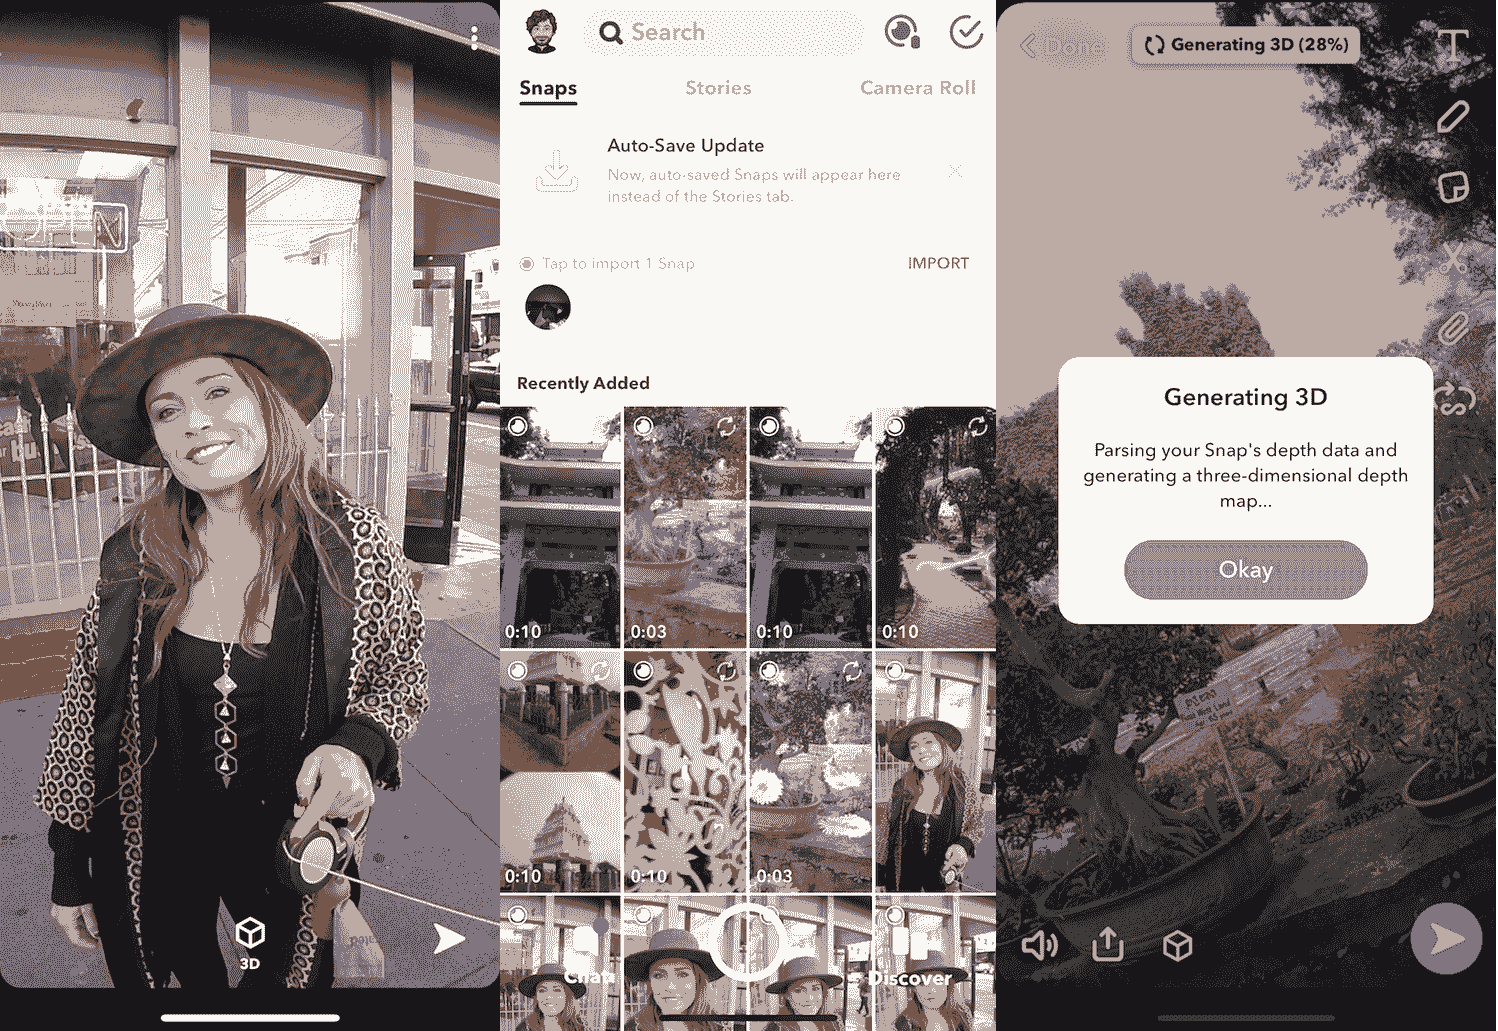 3D
Search
Snaps
Stories
Camera Roll
Auto-Save Update
Now, auto-saved Snaps will appear here
instead of the Stories tab.
Tap to import 1 Snap
IMPORT
Recently Added
0:10
0:03
0:10
0:10
0:10
0:10
0:03
Chat
Discover
Done
Generating 3D (28%)
Generating 3D
Parsing your Snap's depth data and
generating a three-dimensional depth
map...
Okay